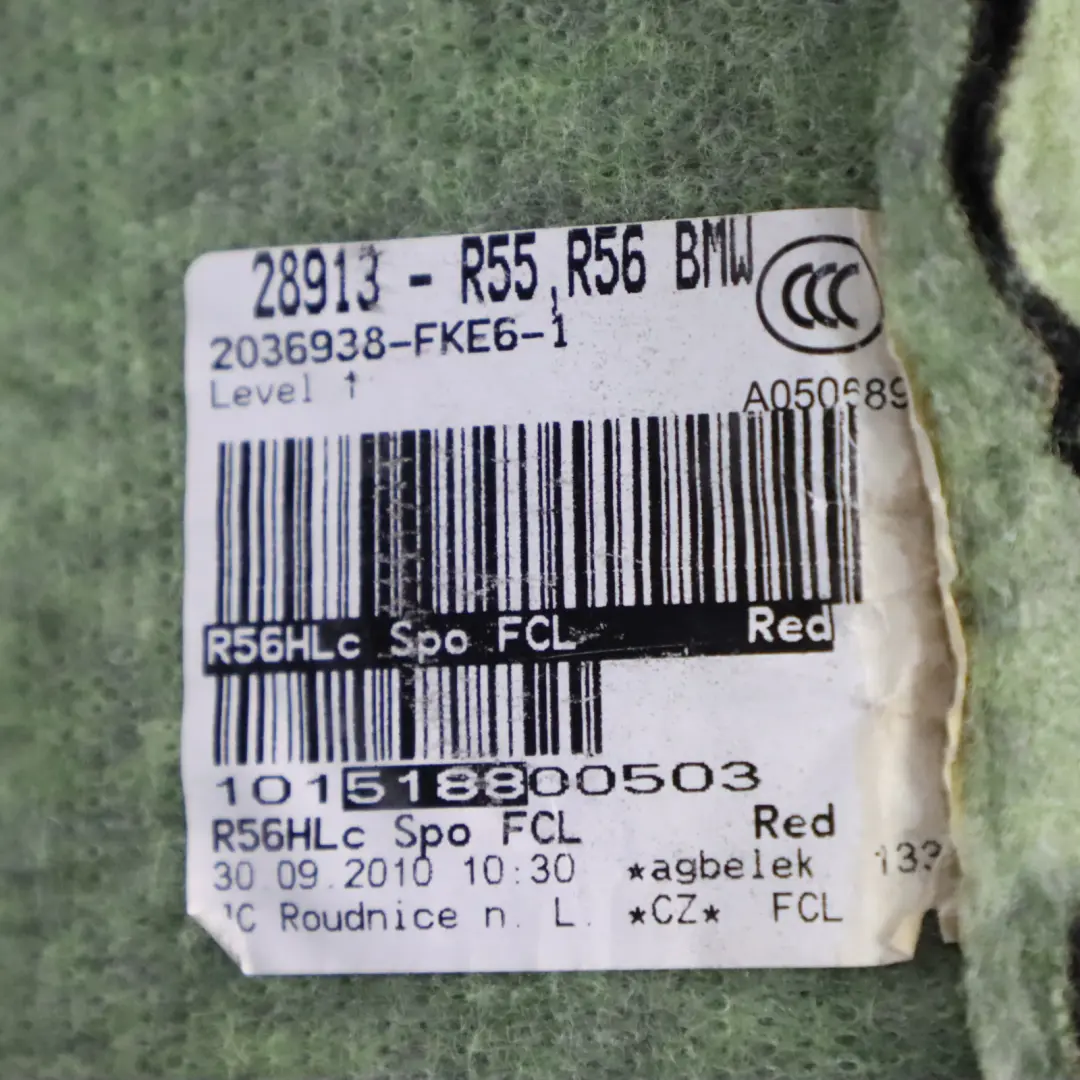 28913 - R55,R56 BMW
CCC
2036938-FKE6-1
Level
R56HLc Spo FCL Red
101518800503
R56HLc Spo FCL Red
30 09.2010 10:30 *agbelek
Roudnice n. L. *CZ* FCL